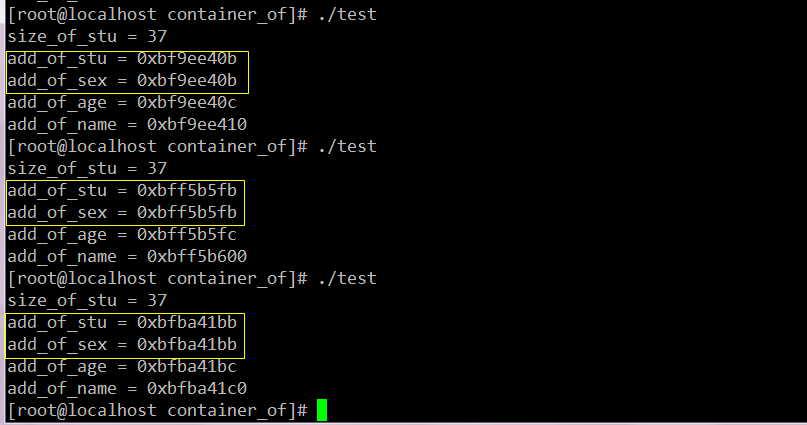 [root@localhost container_of]# ./test
size_of_stu = 37
add_of_stu = 0xbf9ee40b
add_of_sex = 0xbf9ee40b
add_of_age = 0xbf9ee40c
add_of_name = 0xbf9ee410
[root@localhost container_of]# ./test
size_of_stu = 37
add_of_stu = 0xbff5b5fb
add_of_sex = 0xbff5b5fb
add_of_age = 0xbff5b5fc
add_of_name = 0xbff5b600
[root@localhost container_of]# ./test
size_of_stu = 37
add_of_stu = 0xbfba41bb
add_of_sex = 0xbfba41bb
add_of_age = 0xbfba41bc
add_of_name = 0xbfba41c0
[root@localhost container_of]#